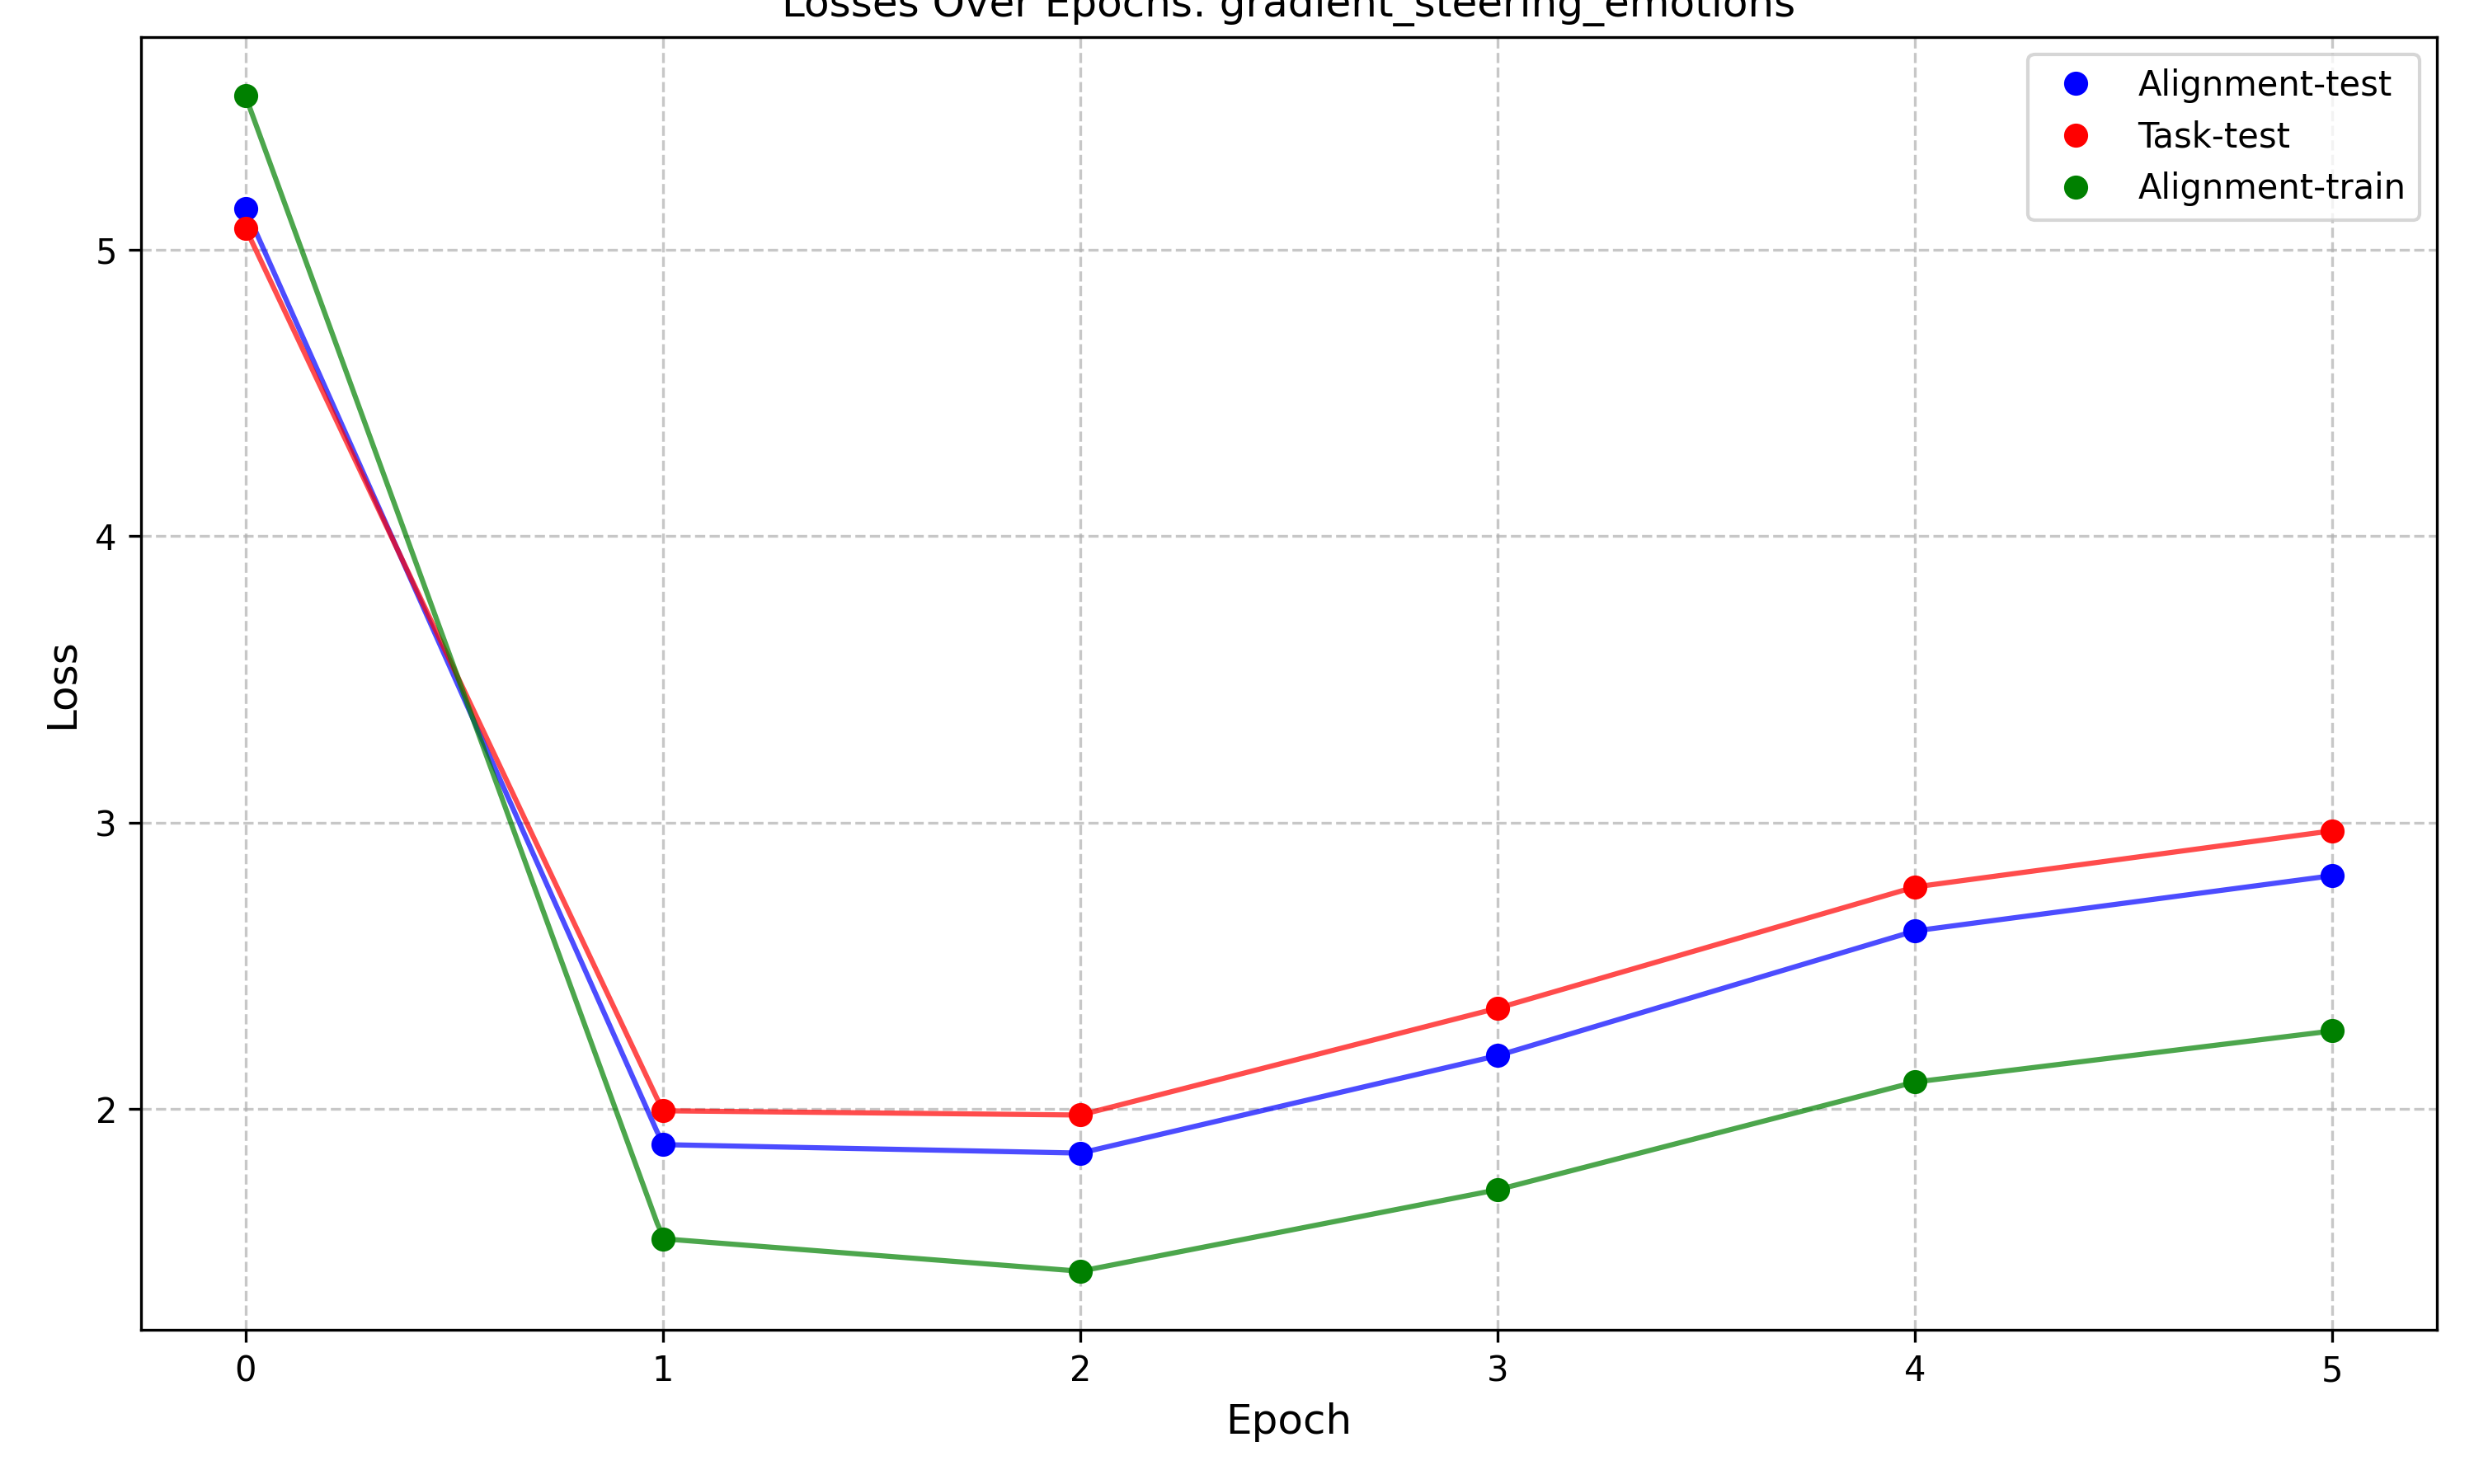 Losses Over Epochs: gradient_steering_emotions
Alignment-test
Task-test
Alignment-train
5
4
3
2
Loss
0 1 2 3 4 5
Epoch